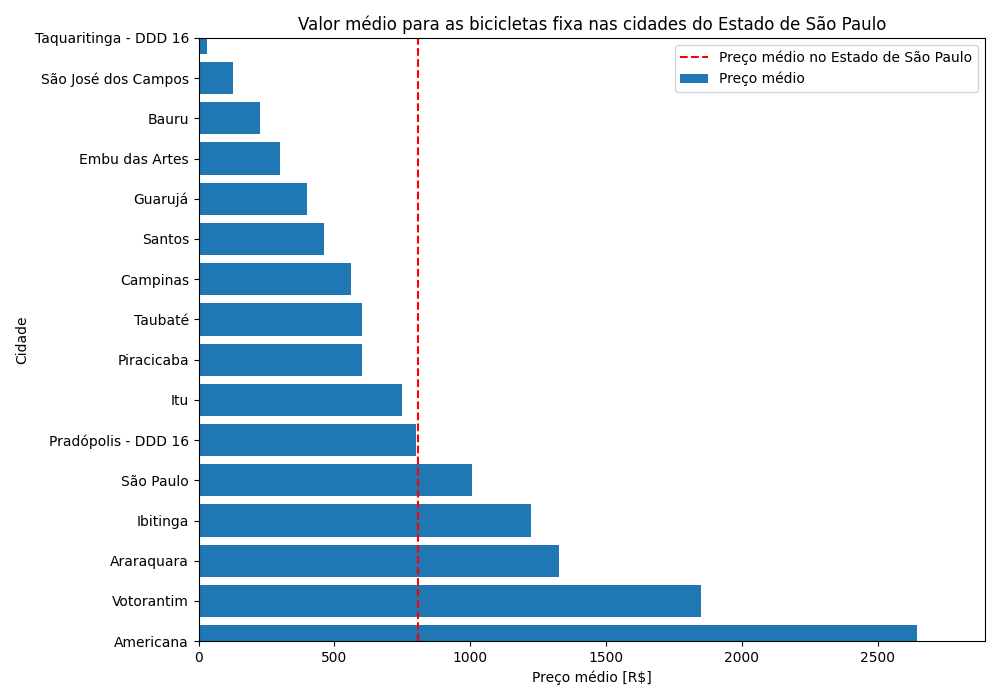 Valor médio para as bicicletas fixa nas cidades do Estado de São Paulo
Preço médio no Estado de São Paulo
Preço médio
Cidade
Taquaritinga - DDD 16
São José dos Campos
Bauru
Embu das Artes
Guarujá
Santos
Campinas
Taubaté
Piracicaba
Itu
Pradópolis - DDD 16
São Paulo
Ibitinga
Araraquara
Votorantim
Americana
0 500 1000 1500 2000 2500
Preço médio [R$]